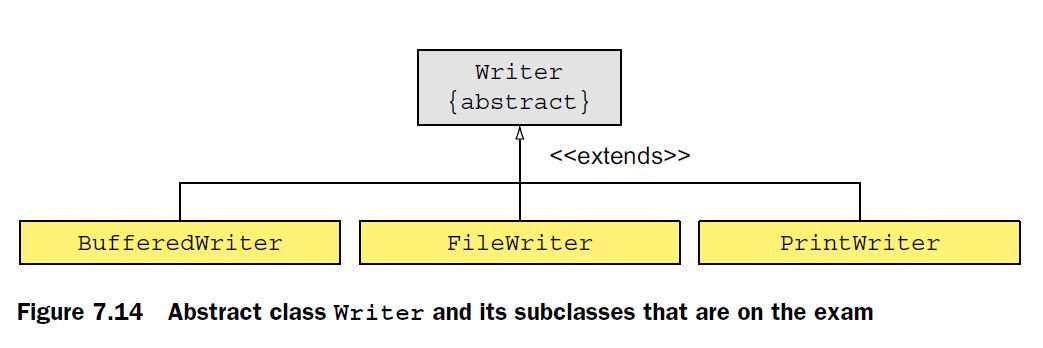 Writer
{abstract}
<<extends>>
BufferedWriter
FileWriter
PrintWriter
Figure 7.14 Abstract class Writer and its subclasses that are on the exam